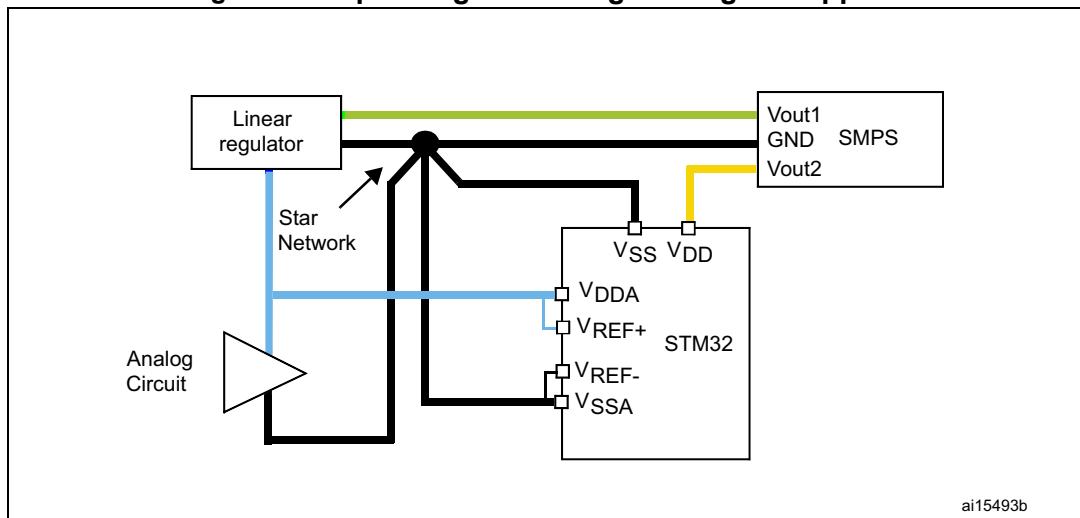 Linear
regulator
Vout1
GND
SMPS
Vout2
Star
Network
VSS
VDD
VDDA
VREF+
STM32
Analog
Circuit
VREF-
VSSA
ai15493b